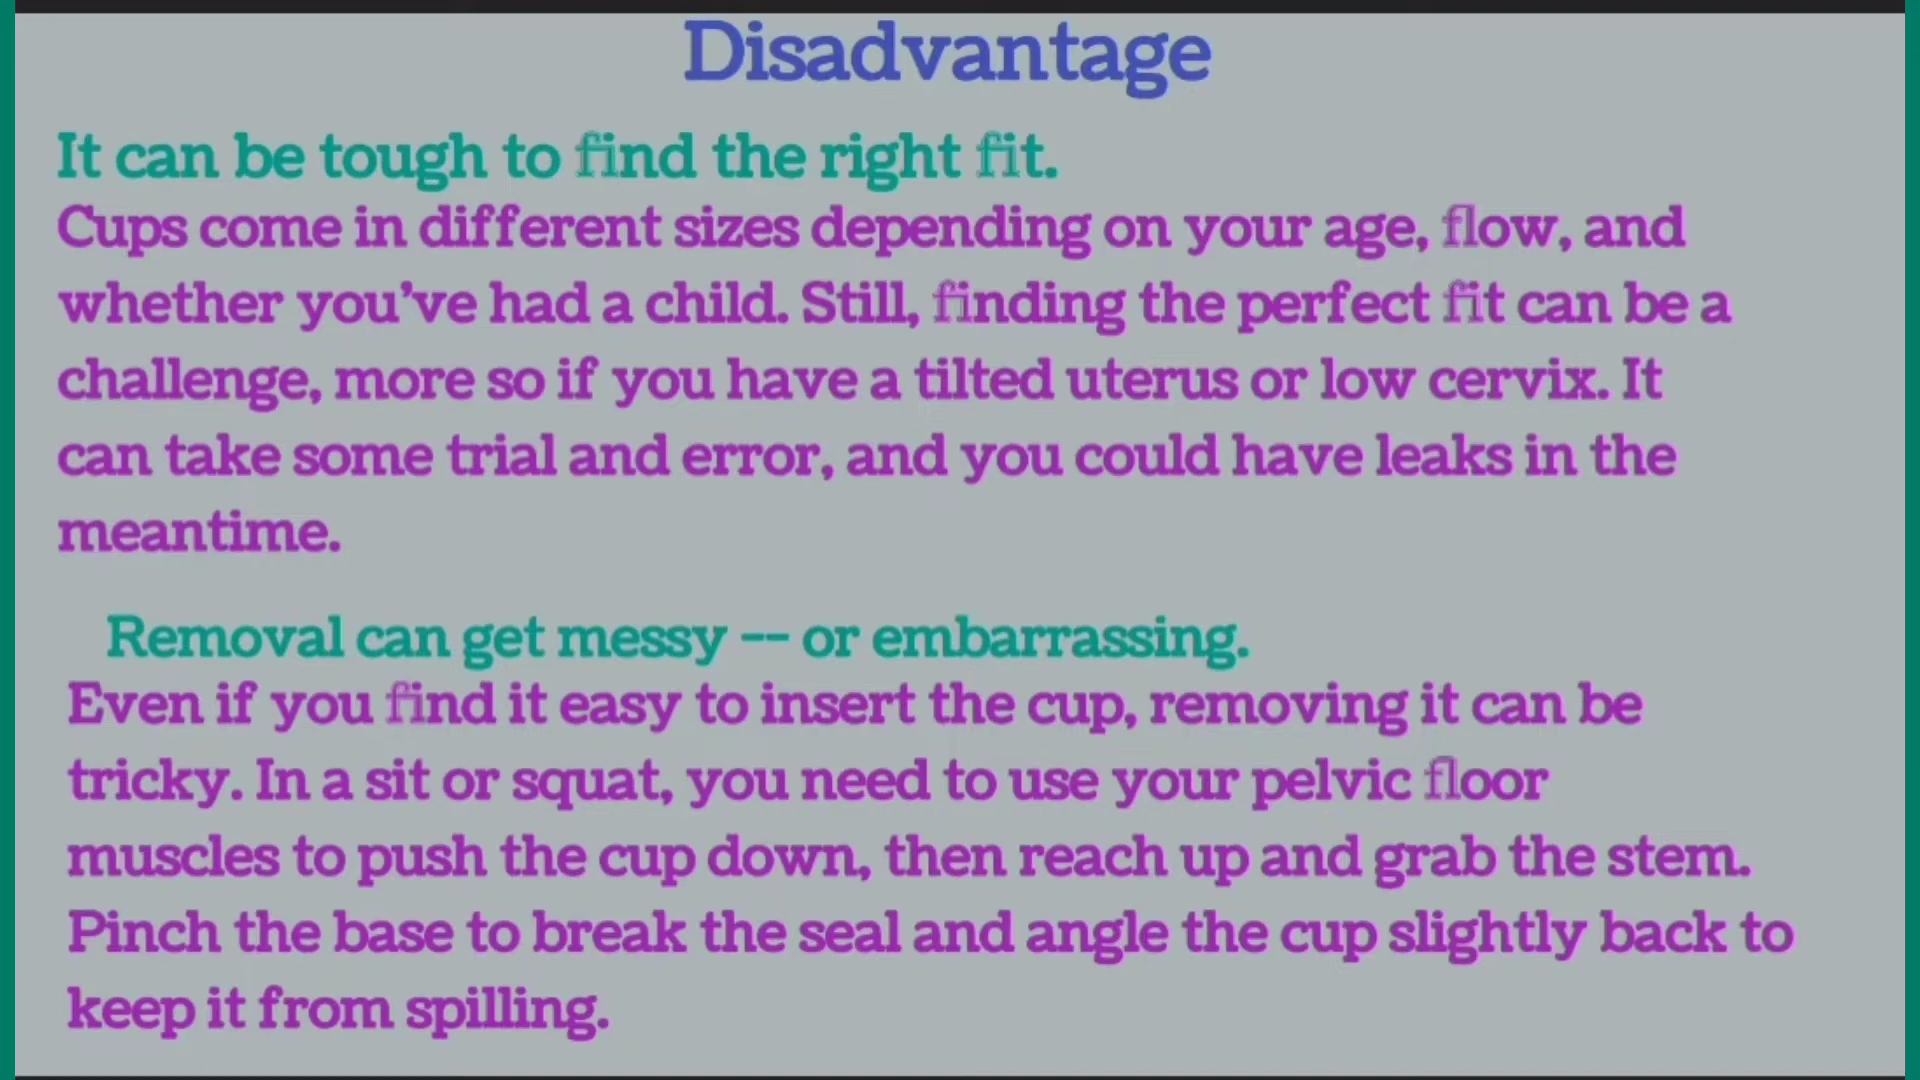 Disadvantage
It can be tough to find the right fit.
Cups come in different sizes depending on your age, flow, and
whether you've had a child. Still, finding the perfect fit can be a
challenge, more so if you have a tilted uterus or low cervix. It
can take some trial and error, and you could have leaks in the
meantime.
Removal can get messy -- or embarrassing.
Even if you find it easy to insert the cup, removing it can be
tricky. In a sit or squat, you need to use your pelvic floor
muscles to push the cup down, then reach up and grab the stem.
Pinch the base to break the seal and angle the cup slightly back to
keep it from spilling.